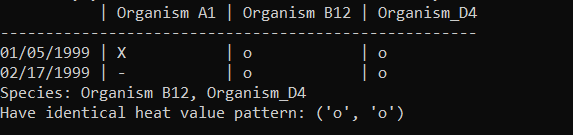 | Organism A1 | Organism B12 | Organism_D4
----------------------------------------------------
01/05/1999 | X | o | o
02/17/1999 | - | o | o
Species: Organism B12, Organism_D4
Have identical heat value pattern: ('o', 'o')